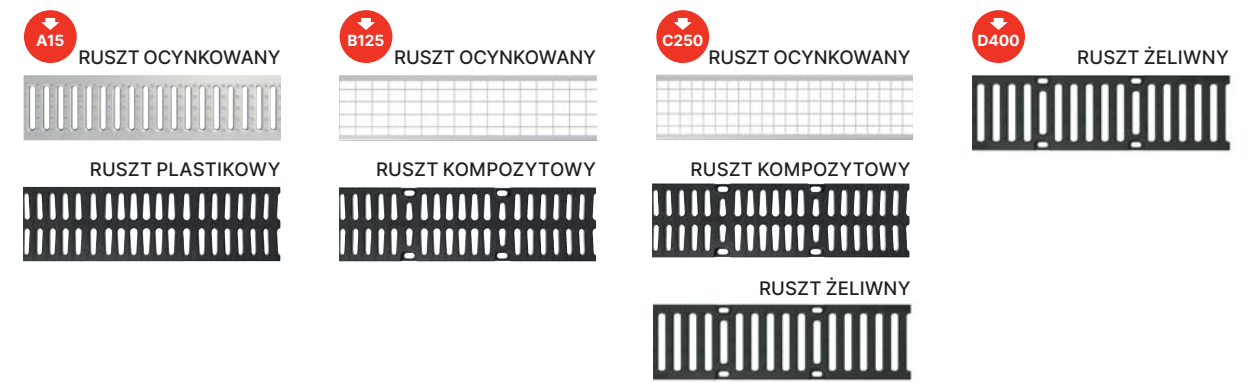 A15
RUSZT OCYNKOWANY
RUSZT PLASTIKOWY
B125
RUSZT OCYNKOWANY
RUSZT KOMPOZYTOWY
C250
RUSZT OCYNKOWANY
RUSZT KOMPOZYTOWY
RUSZT ŻELIWNY
D400
RUSZT ŻELIWNY